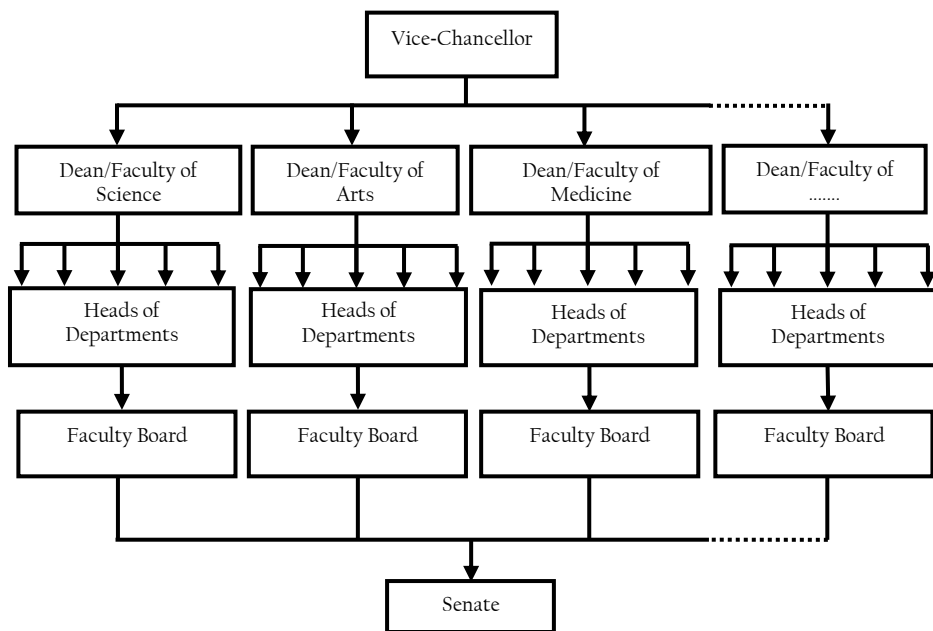 Vice-Chancellor
Dean/Faculty of
Science
Dean/Faculty of
Arts
Dean/Faculty of
Medicine
Dean/Faculty of
.......
Heads of
Departments
Heads of
Departments
Heads of
Departments
Heads of
Departments
Faculty Board
Faculty Board
Faculty Board
Faculty Board
Senate